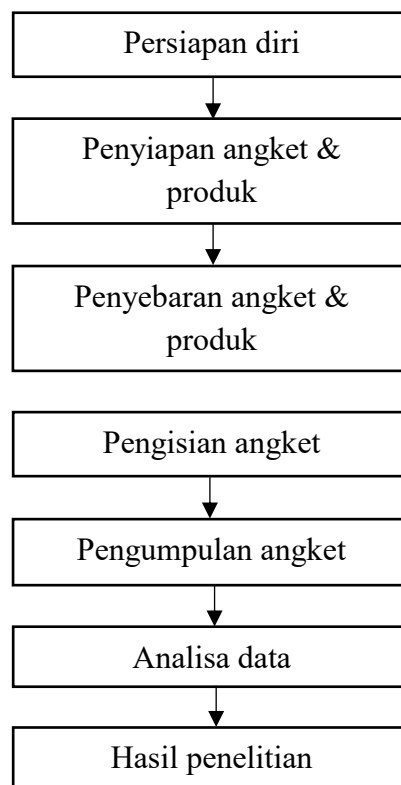 Persiapan diri
Penyiapan angket &
produk
Penyebaran angket &
produk
Pengisian angket
Pengumpulan angket
Analisa data
Hasil penelitian